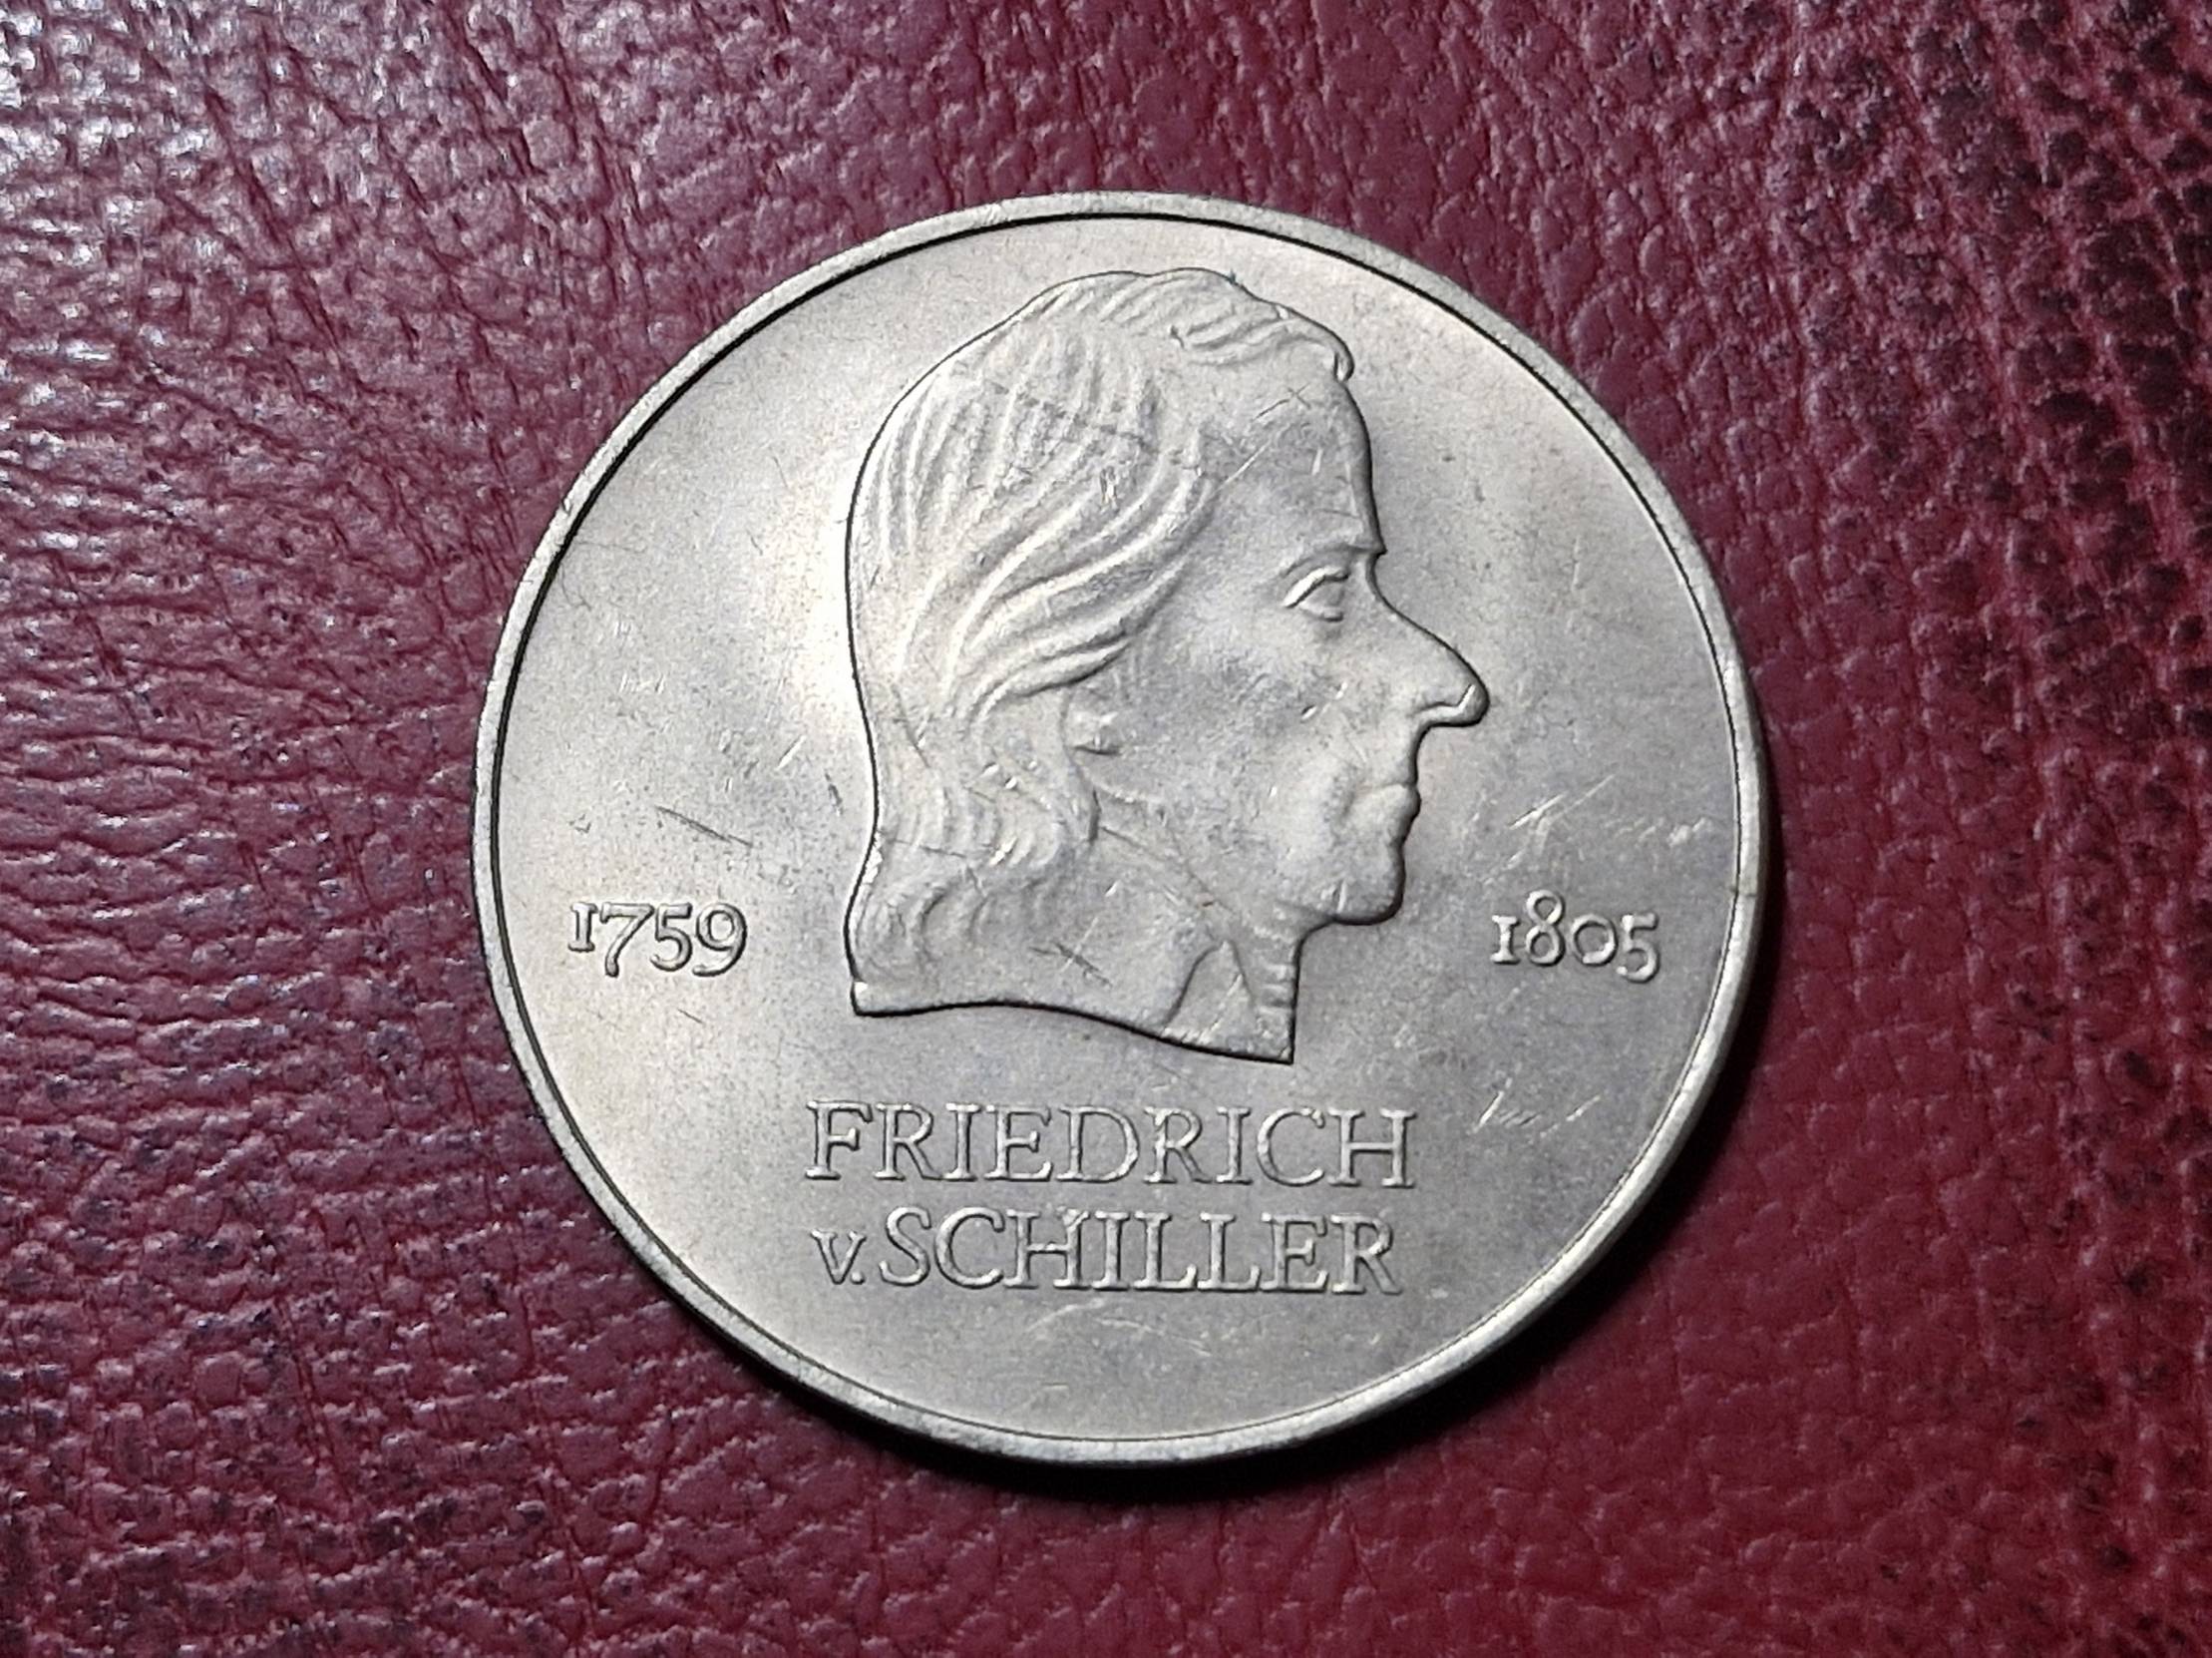 1759 1805
FRIEDRICH
v. SCHILLER